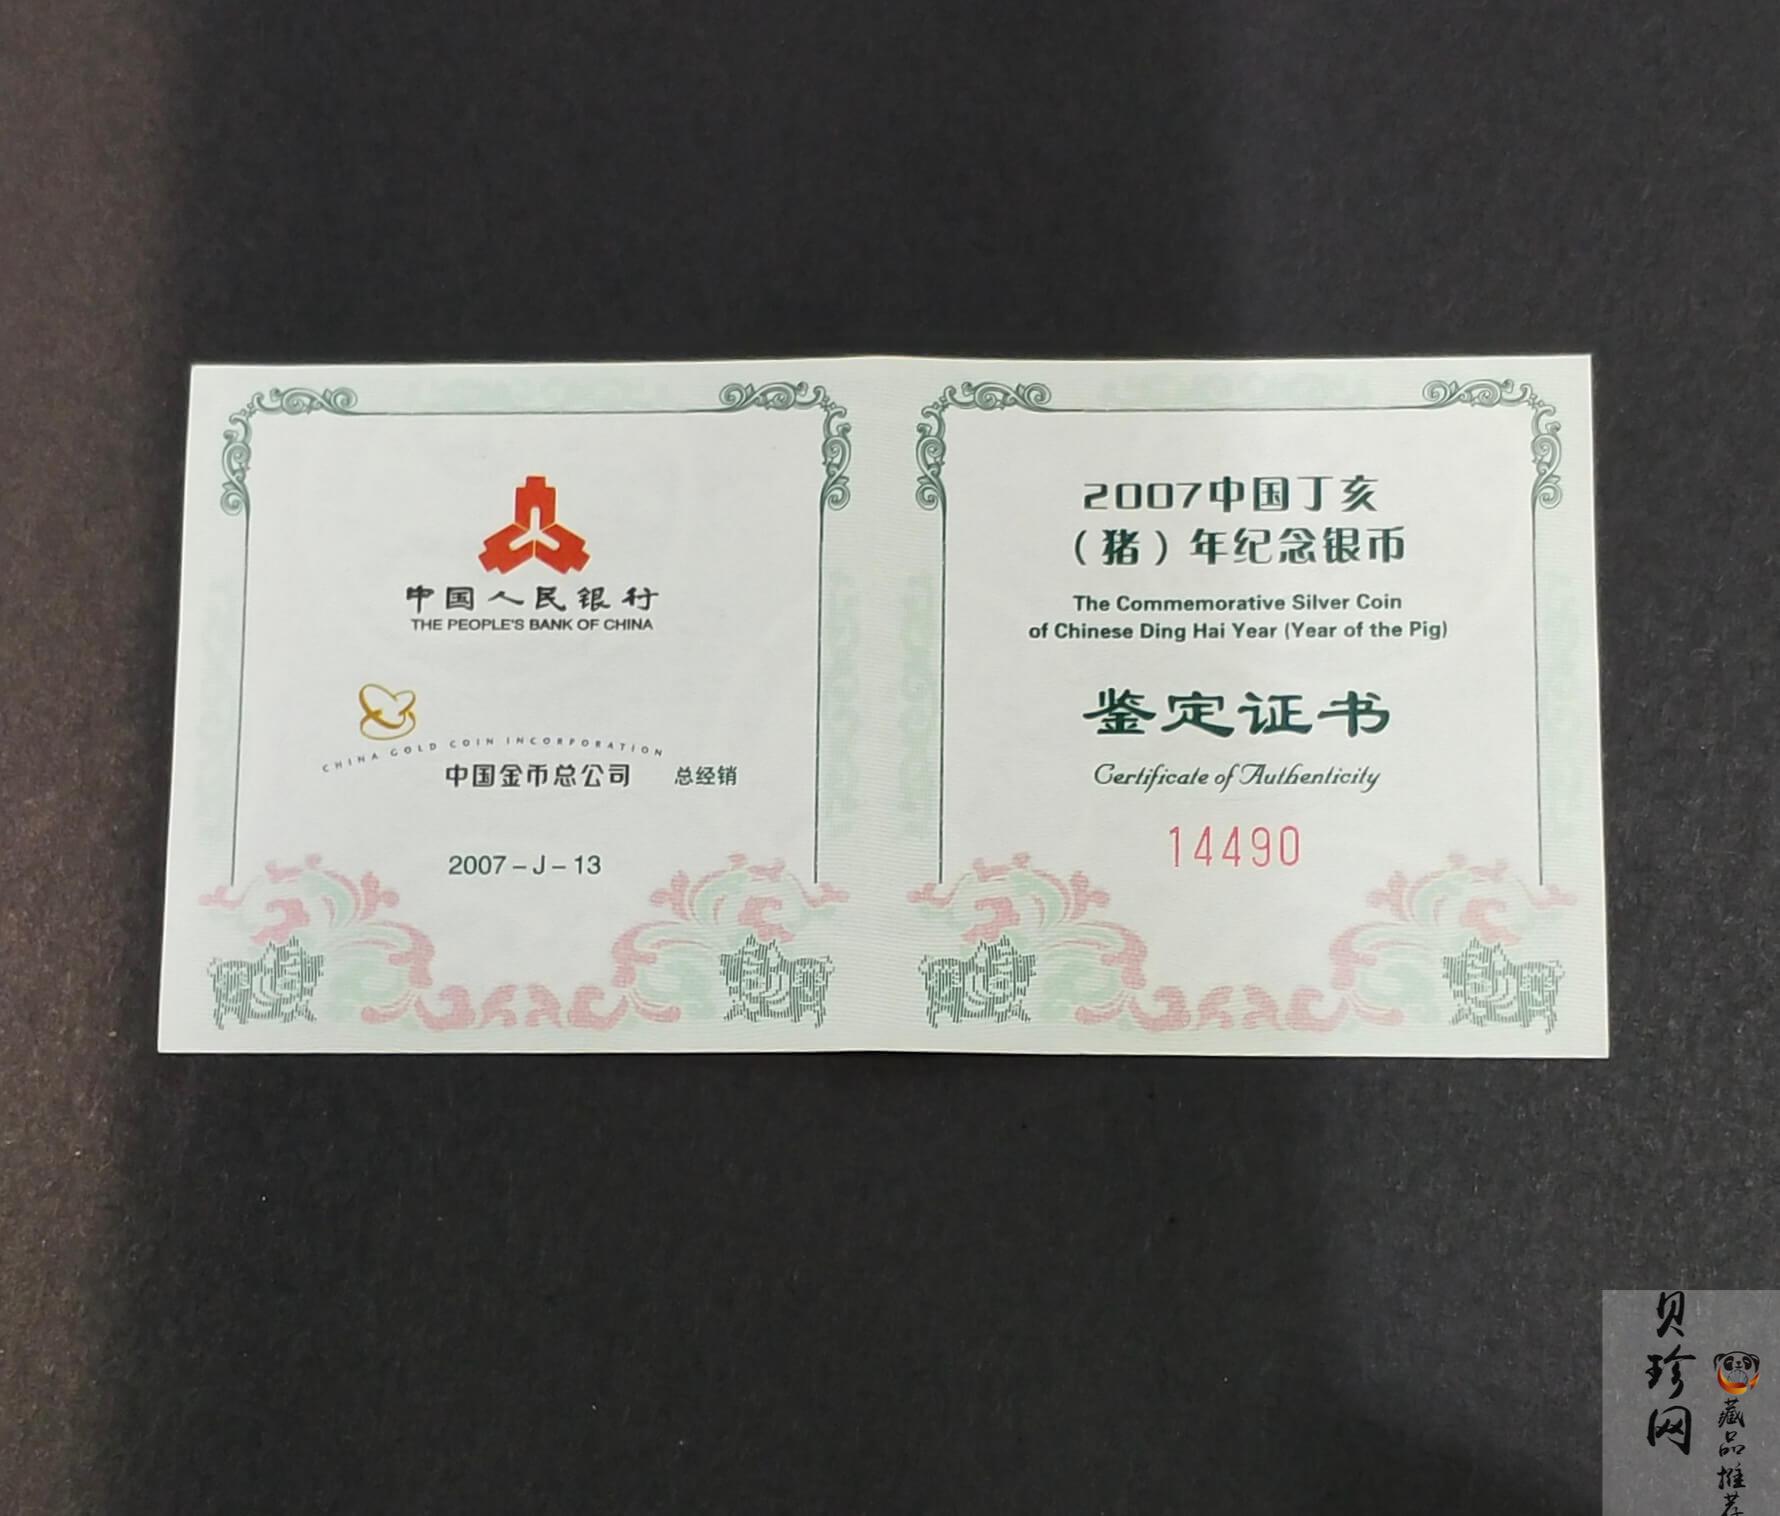 中国人民银行
THE PEOPLE'S BANK OF CHINA
CHINA GOLD COIN INCORPORATION
中国金币总公司 总经销
2007-J-13
2007中国丁亥
（猪）年纪念银币
The Commemorative Silver Coin
of Chinese Ding Hai Year (Year of the Pig)
鉴定证书
Certificate of Authenticity
14490
贝珍网
藏品推荐